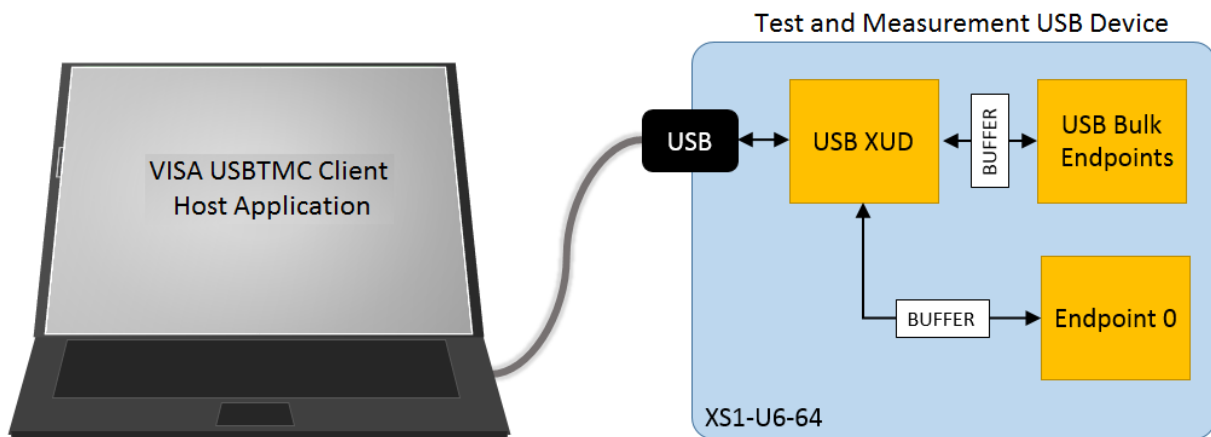 Test and Measurement USB Device
VISA USBTMC Client
Host Application
USB
USB XUD
BUFFER
USB Bulk
Endpoints
BUFFER
Endpoint 0
XS1-U6-64